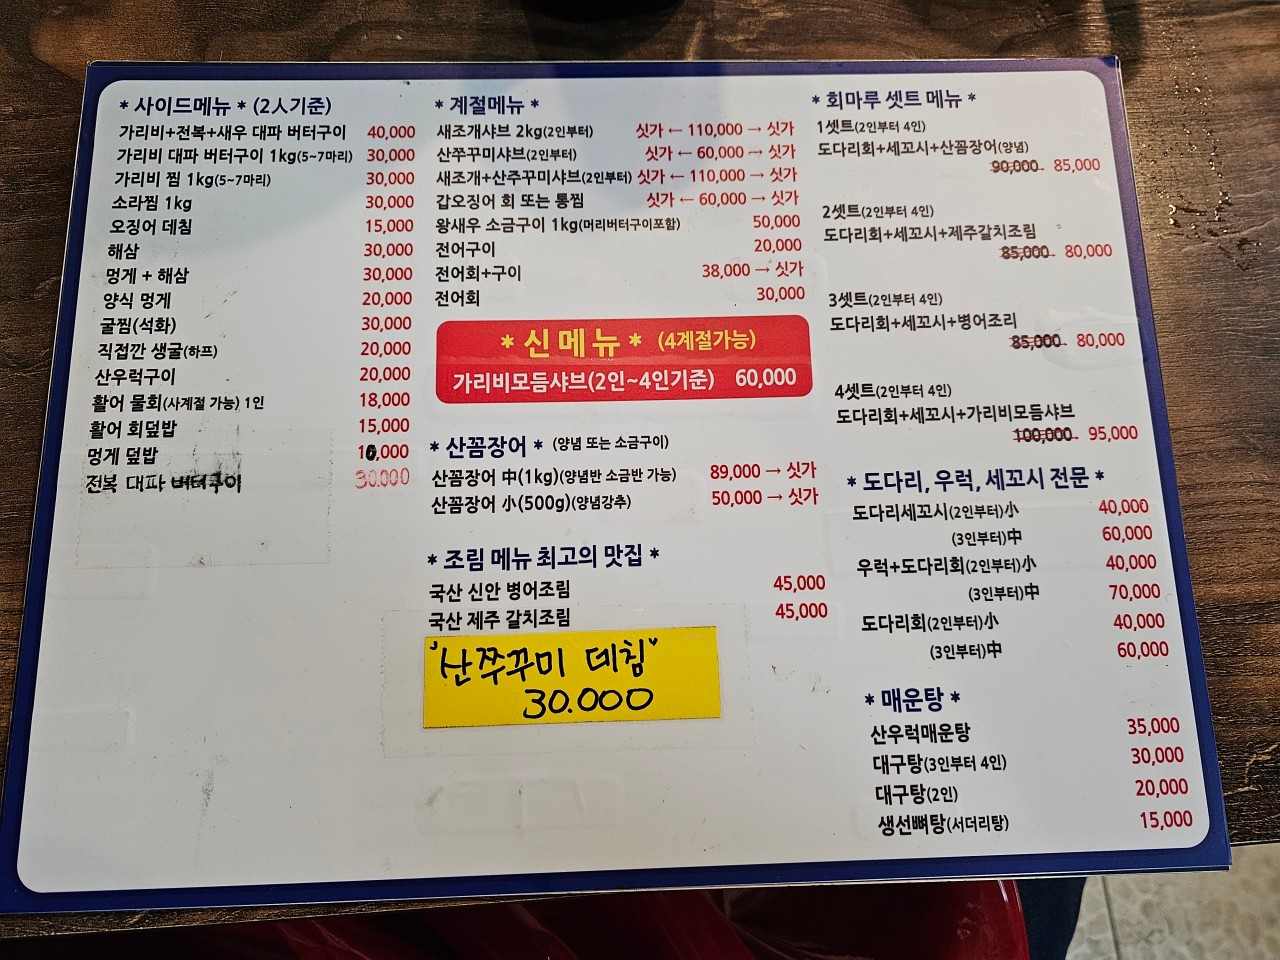 * 사이드메뉴 * (2人기준)
가리비+전복+새우 대파 버터구이 40,000
가리비 대파 버터구이 1kg(5~7마리) 30,000
가리비 찜 1kg(5~7마리) 30,000
소라찜 1kg 30,000
오징어 데침 15,000
해삼 30,000
멍게 + 해삼 30,000
양식 멍게 20,000
굴찜(석화) 30,000
직접깐 생굴(하프) 20,000
산우럭구이 20,000
활어 물회(사계절 가능) 1인 18,000
활어 회덮밥 15,000
멍게 덮밥 10,000
전복 대파 버터구이 30.000
* 계절메뉴 *
새조개샤브 2kg(2인부터) 싯가 ← 110,000 → 싯가
산쭈꾸미샤브(2인부터) 싯가 ← 60,000 → 싯가
새조개+산주꾸미샤브(2인부터) 싯가 ← 110,000 → 싯가
갑오징어 회 또는 통찜 싯가 ← 60,000 → 싯가
왕새우 소금구이 1kg(머리버터구이포함) 50,000
전어구이 20,000
전어회+구이 38,000 → 싯가
전어회 30,000
* 신메뉴 * (4계절가능)
가리비모듬샤브(2인~4인기준) 60,000
* 산꼼장어 * (양념 또는 소금구이)
산꼼장어 中(1kg)(양념반 소금반 가능) 89,000 → 싯가
산꼼장어 小(500g)(양념강추) 50,000 → 싯가
* 조림 메뉴 최고의 맛집 *
국산 신안 병어조림 45,000
국산 제주 갈치조림 45,000
"산쭈꾸미 데침"
30.000
* 회마루 셋트 메뉴 *
1셋트(2인부터 4인)
도다리회+세꼬시+산꼼장어(양념)
90,000 85,000
2셋트(2인부터 4인)
도다리회+세꼬시+제주갈치조림
85,000 80,000
3셋트(2인부터 4인)
도다리회+세꼬시+병어조리
85,000 80,000
4셋트(2인부터 4인)
도다리회+세꼬시+가리비모듬샤브
100,000 95,000
* 도다리, 우럭, 세꼬시 전문 *
도다리세꼬시(2인부터)小 40,000
(3인부터)中 60,000
우럭+도다리회(2인부터)小 40,000
(3인부터)中 70,000
도다리회(2인부터)小 40,000
(3인부터)中 60,000
* 매운탕 *
산우럭매운탕 35,000
대구탕(3인부터 4인) 30,000
대구탕(2인) 20,000
생선뼈탕(서더리탕) 15,000